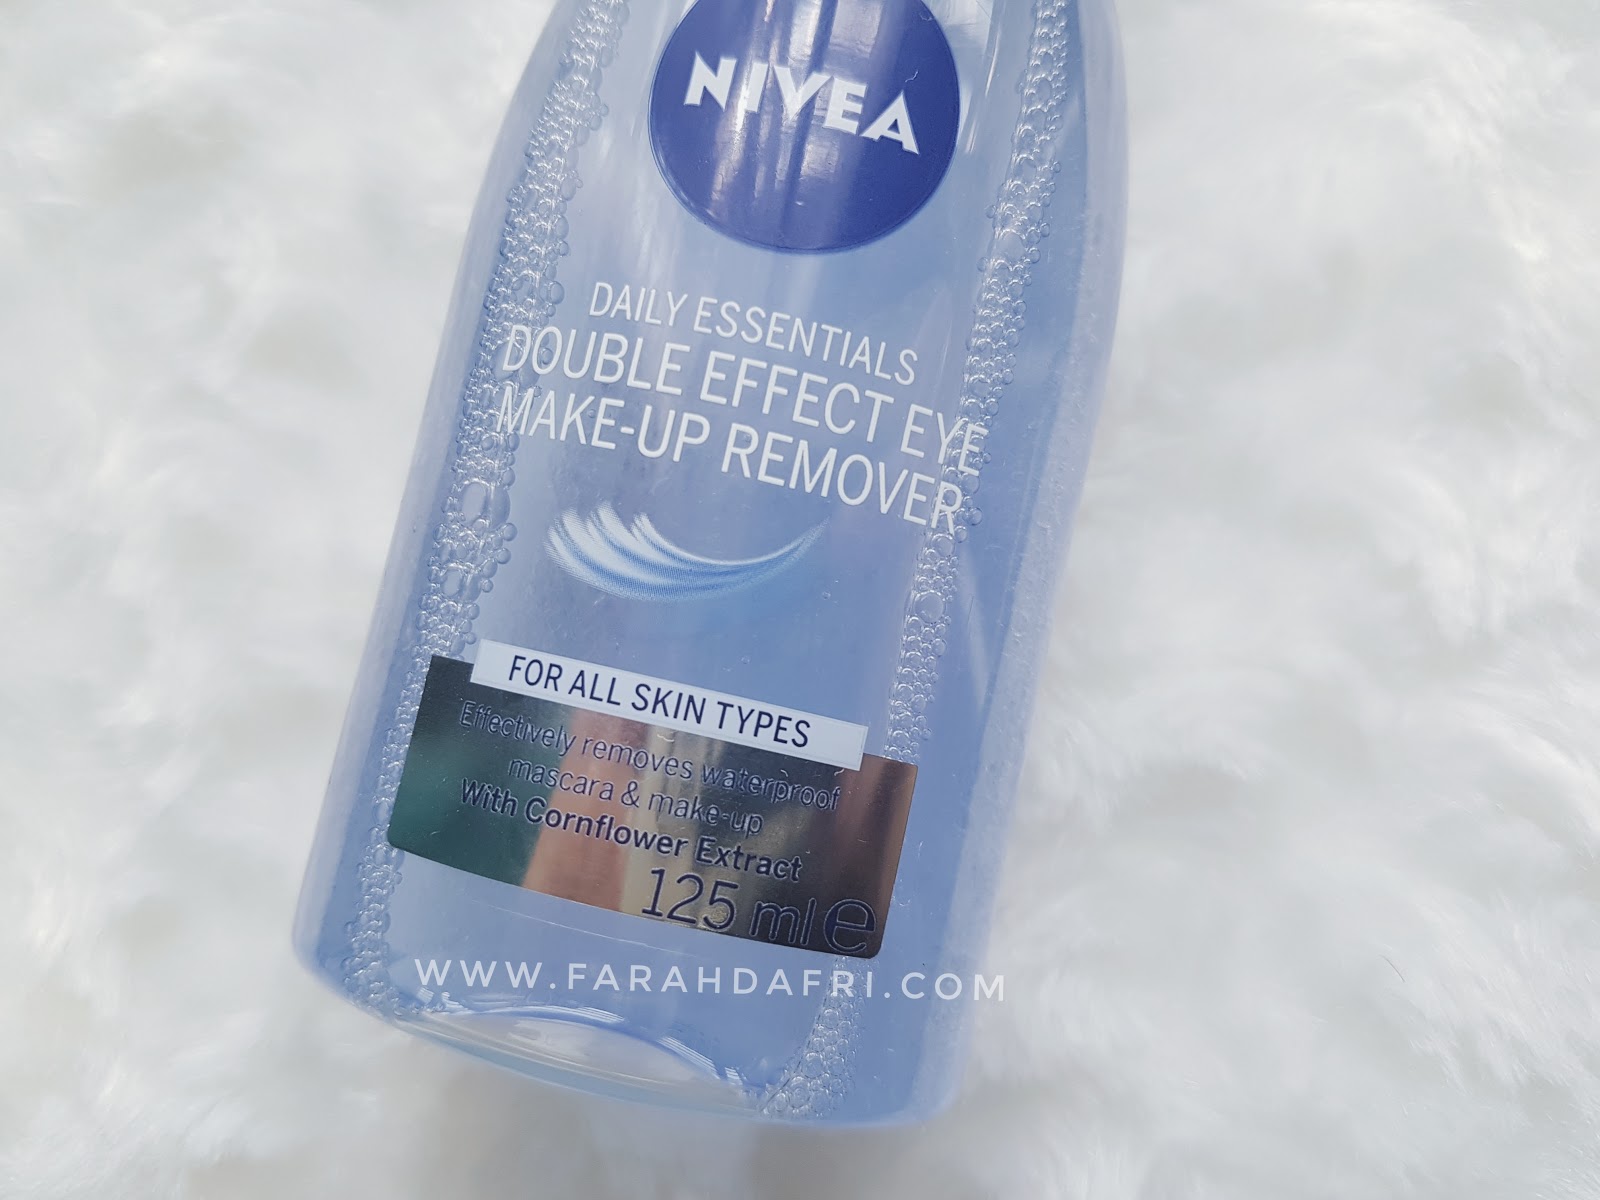 NIVEA
DAILY ESSENTIALS
DOUBLE EFFECT EYE
MAKE-UP REMOVER
FOR ALL SKIN TYPES
Effectively removes waterproof
mascara & make-up
With Cornflower Extract
125 ml e
WWW.FARAHDAFRI.COM